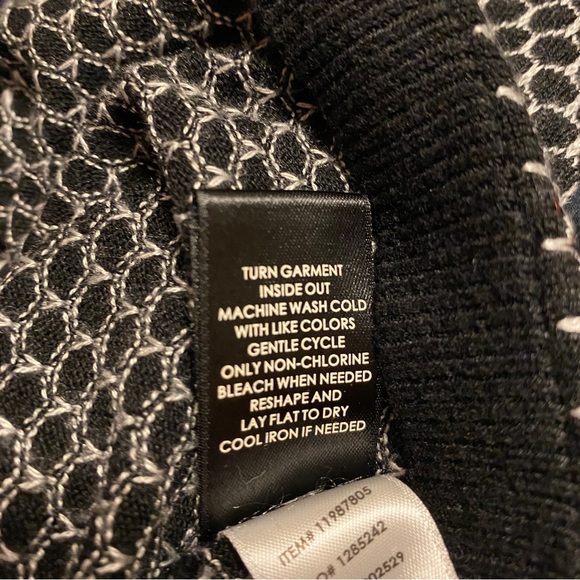 TURN GARMENT
INSIDE OUT
MACHINE WASH COLD
WITH LIKE COLORS
GENTLE CYCLE
ONLY NON-CHLORINE
BLEACH WHEN NEEDED
RESHAPE AND
LAY FLAT TO DRY
COOL IRON IF NEEDED
ITEM# 11987805
O# 1285242
02529